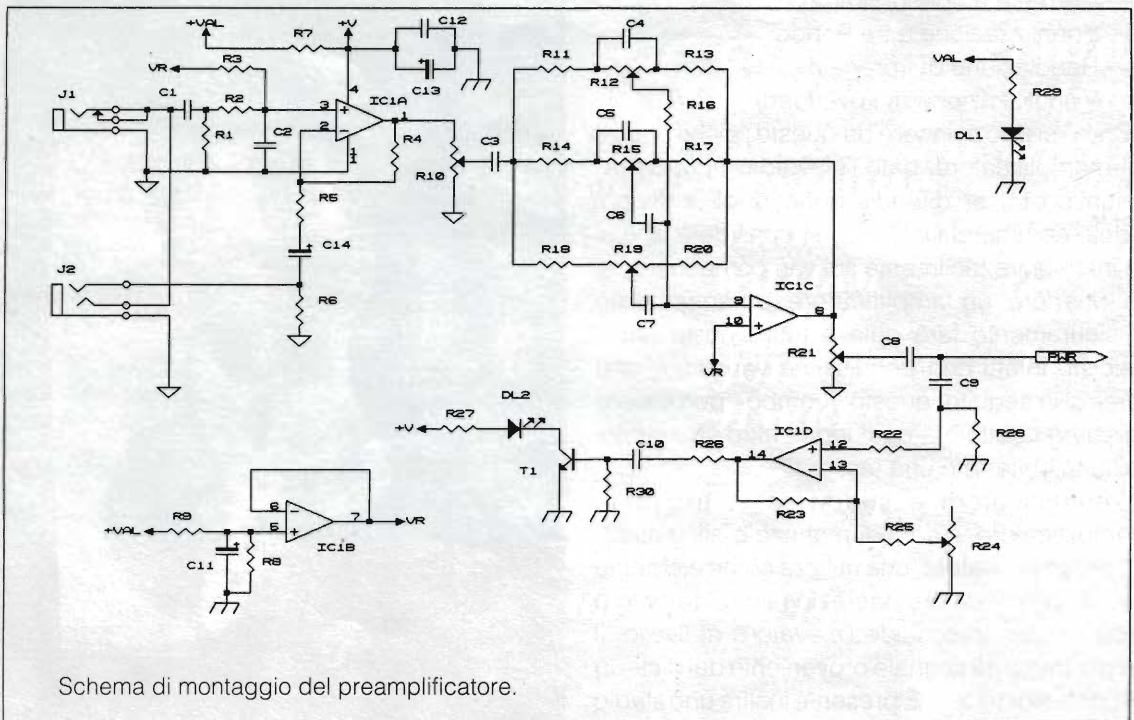 +VAL
+V
C12
C4
R7
R11
R13
VR
R3
R12
VAL
J1
C1
R2
4
3
IC1A
C13
R16
R29
C5
DL1
2
1
R1
C2
R4
C3
R14
R15
R17
11
R10
R5
C6
C14
R18
R19
R20
J2
IC1C
R6
C7
9
8
10
C8
PWR
VR
R21
C9
DL2
+V
R27
IC1D
R22
R28
C10
R26
14
12
T1
13
R30
6
R23
+VAL
R9
5
7
VR
R25
R24
IC1B
C11
R8
Schema di montaggio del preamplificatore.